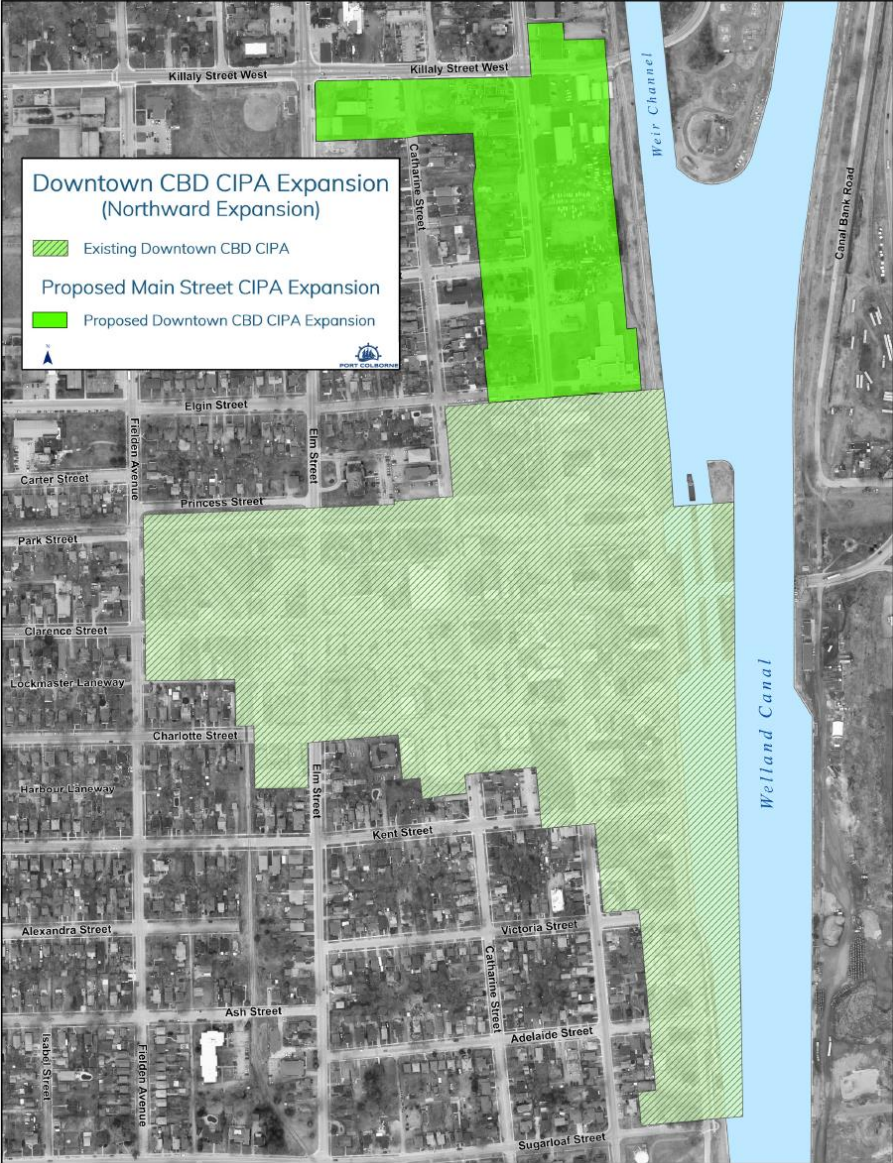 Killaly Street West
Killaly Street West
Weir Channel
Canal Bank Road
Catharine Street
Downtown CBD CIPA Expansion
(Northward Expansion)
Existing Downtown CBD CIPA
Proposed Main Street CIPA Expansion
Proposed Downtown CBD CIPA Expansion
N
PORT COLBORNE
Elgin Street
Fielden Avenue
Elm Street
Carter Street
Princess Street
Park Street
Clarence Street
Lockmaster Laneway
Charlotte Street
Welland Canal
Harbour Laneway
Elm Street
Kent Street
Alexandra Street
Victoria Street
Catharine Street
Ash Street
Adelaide Street
Isabel Street
Fielden Avenue
Sugarloaf Street